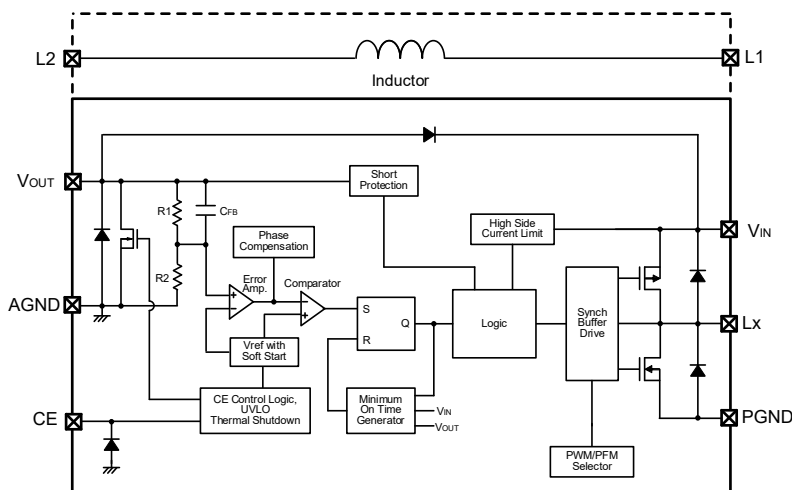 L2
L1
Inductor
VOUT
Short
Protection
R1
CFB
Phase
Compensation
High Side
Current Limit
VIN
R2
Error
Amp.
Comparator
AGND
+
−
−
+
S
Q
R
Logic
Synch
Buffer
Drive
Lx
Vref with
Soft Start
CE Control Logic,
UVLO
Thermal Shutdown
Minimum
On Time
Generator
VIN
VOUT
CE
PGND
PWM/PFM
Selector